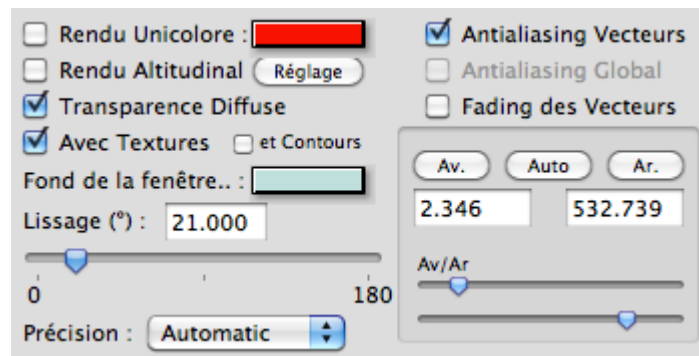 Rendu Unicolore :
Rendu Altitudinal Réglage
Transparence Diffuse
Avec Textures et Contours
Fond de la fenêtre.. :
Lissage (°) : 21.000
0 180
Précision : Automatic
Antialiasing Vecteurs
Antialiasing Global
Fading des Vecteurs
Av. Auto Ar.
2.346 532.739
Av/Ar